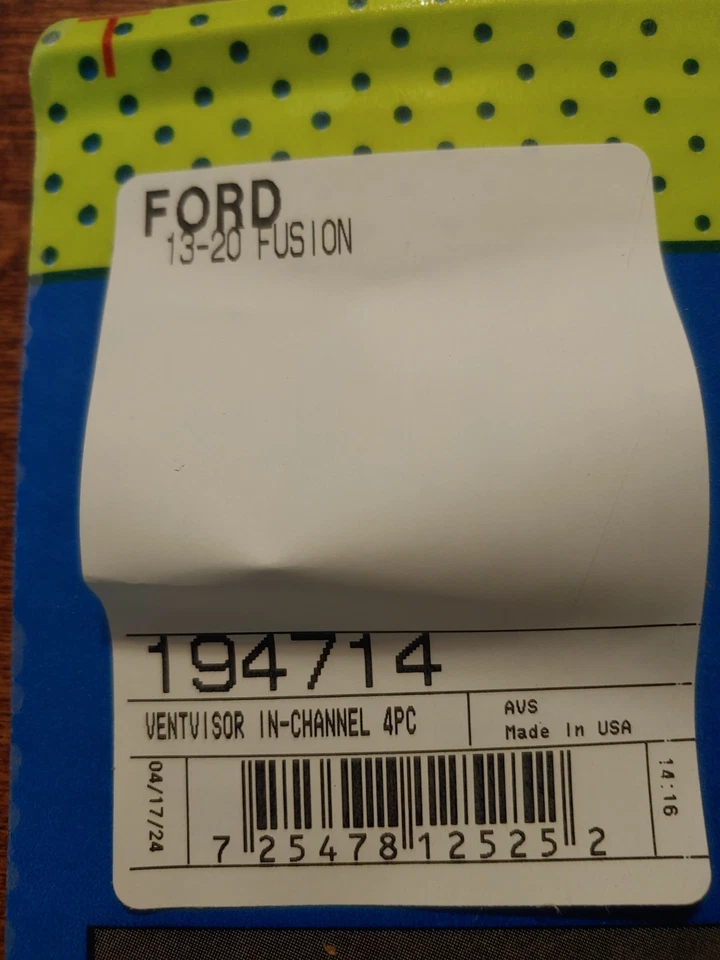 FORD
13-20 FUSION
194714
VENTVISOR IN-CHANNEL 4PC
AVS
Made In USA
04/17/24
14:16
7 25478 12525 2